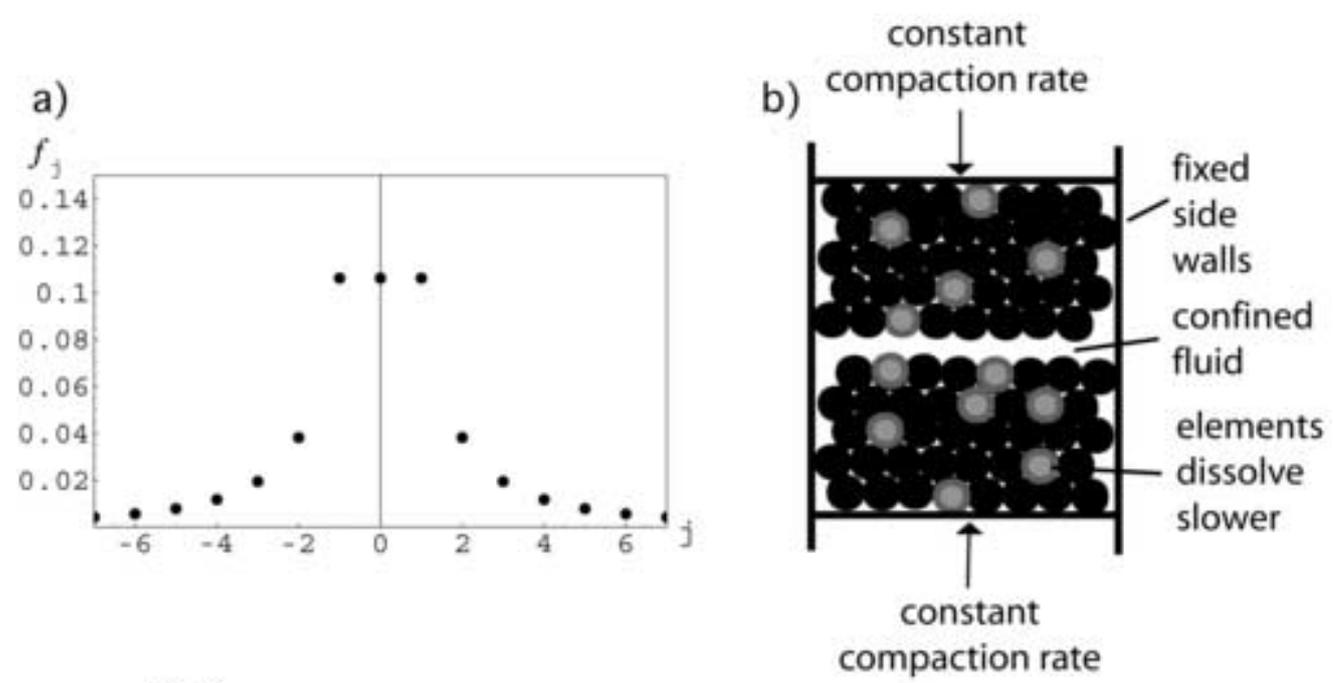 a)
f j
0.14
0.12
0.1
0.08
0.06
0.04
0.02
-6 -4 -2 0 2 4 6 j
b)
constant
compaction rate
fixed
side
walls
confined
fluid
elements
dissolve
slower
constant
compaction rate